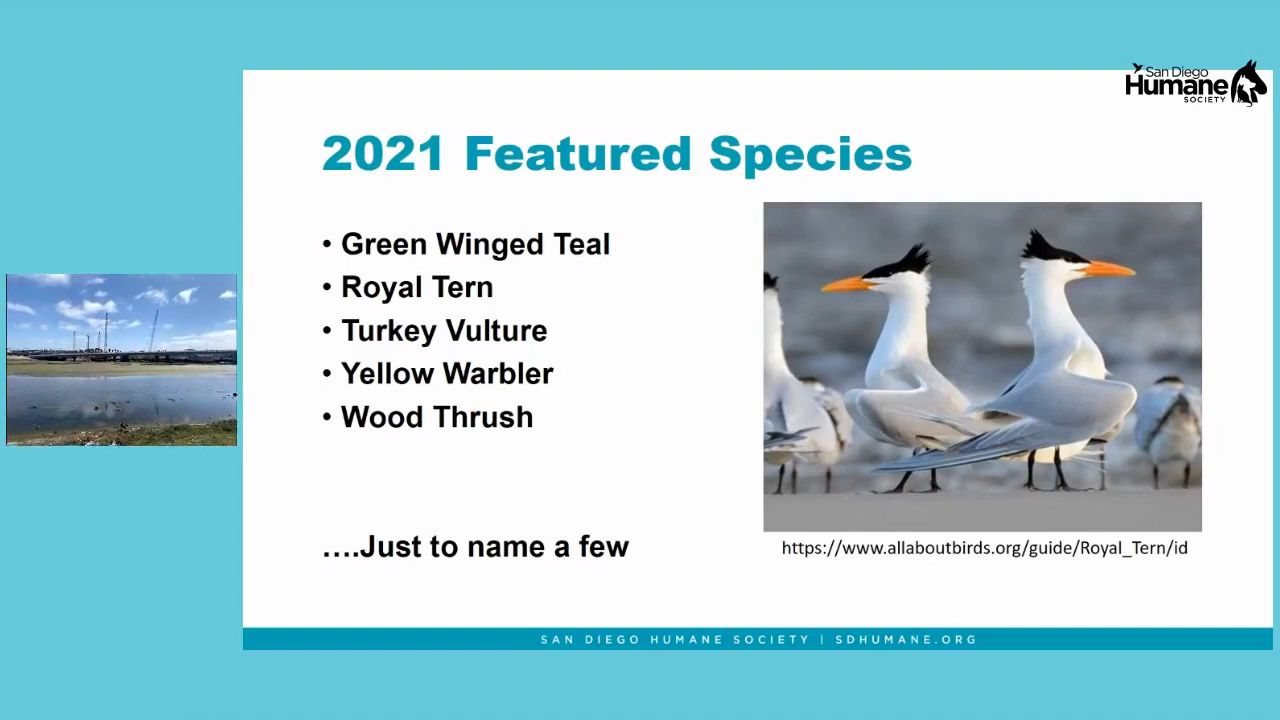 San Diego
Humane
SOCIETY
2021 Featured Species
• Green Winged Teal
• Royal Tern
• Turkey Vulture
• Yellow Warbler
• Wood Thrush
....Just to name a few
https://www.allaboutbirds.org/guide/Royal_Tern/id
SAN DIEGO HUMANE SOCIETY | SDHUMANE.ORG